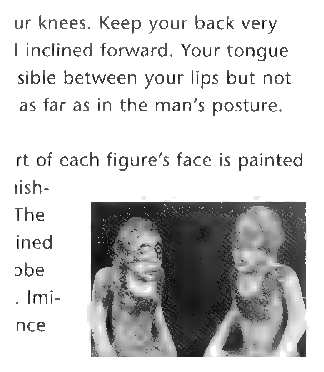 ur knees. Keep your back very
l inclined forward. Your tongue
sible between your lips but not
as far as in the man's posture.
rt of each figure's face is painted
iish-
The
ined
obe
. Imi-
nce